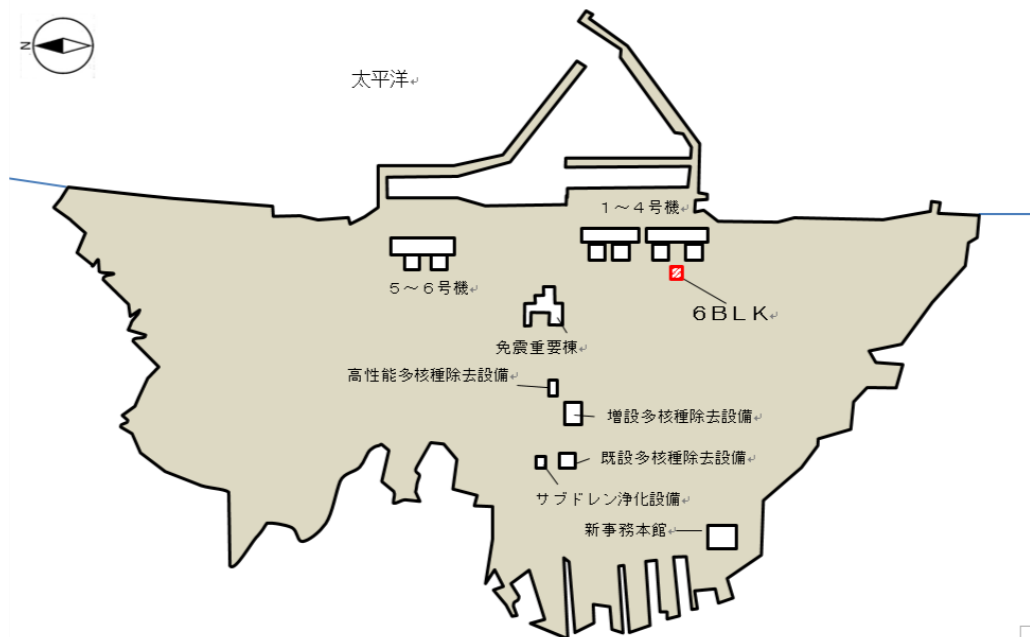 N
太平洋
１～４号機
５～６号機
６ＢＬＫ
免震重要棟
高性能多核種除去設備
増設多核種除去設備
既設多核種除去設備
サブドレン浄化設備
新事務本館